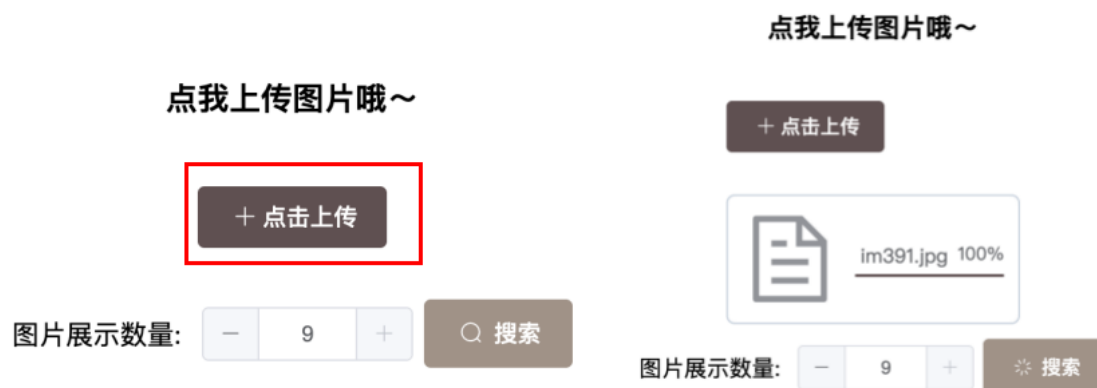 点我上传图片哦～
+ 点击上传
图片展示数量: － 9 + 搜索
点我上传图片哦～
+ 点击上传
im391.jpg 100%
图片展示数量: － 9 + 搜索